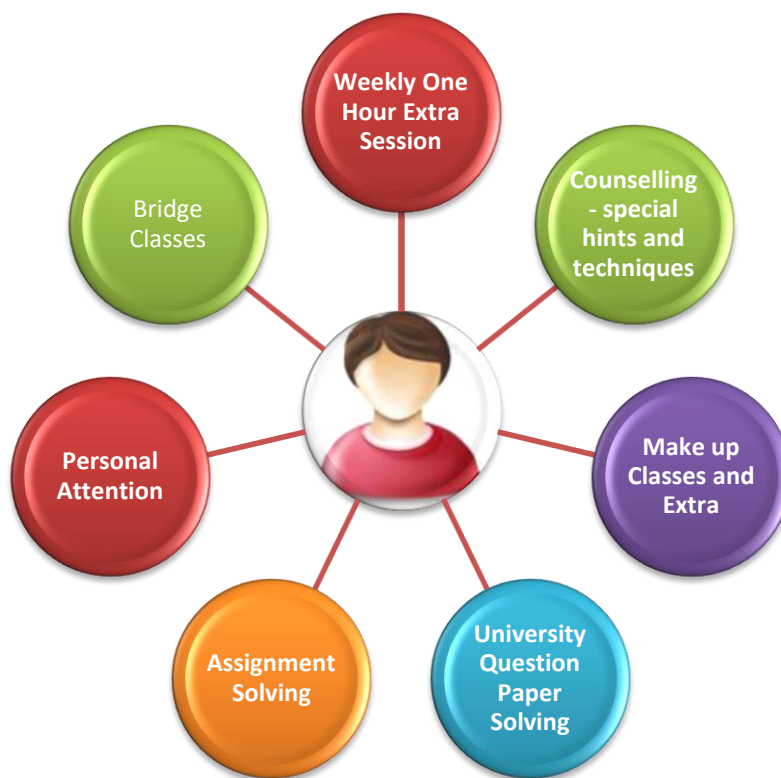 Weekly One
Hour Extra
Session
Counselling
- special
hints and
techniques
Make up
Classes and
Extra
University
Question
Paper
Solving
Assignment
Solving
Personal
Attention
Bridge
Classes